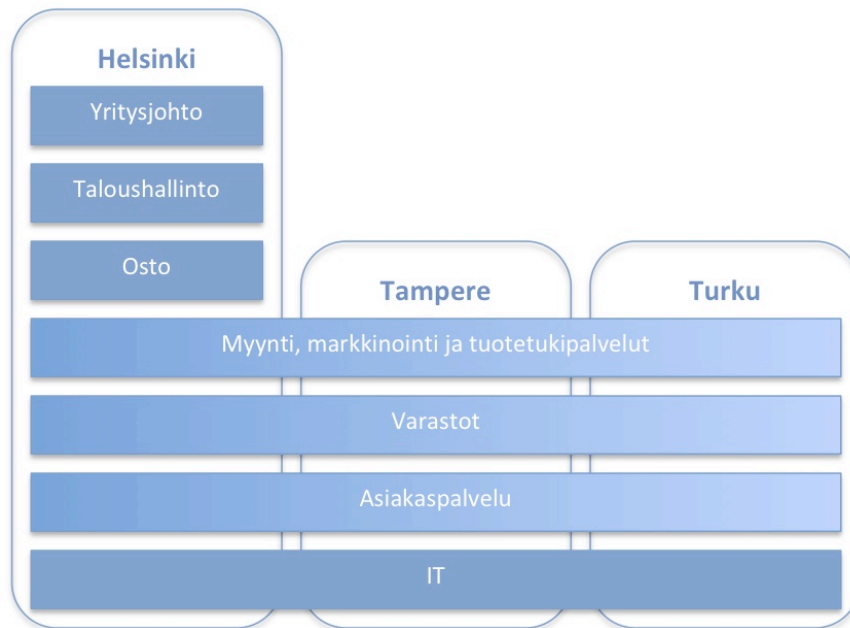 Helsinki
Yritysjohto
Taloushallinto
Osto
Tampere
Turku
Myynti, markkinointi ja tuotetukipalvelut
Varastot
Asiakaspalvelu
IT